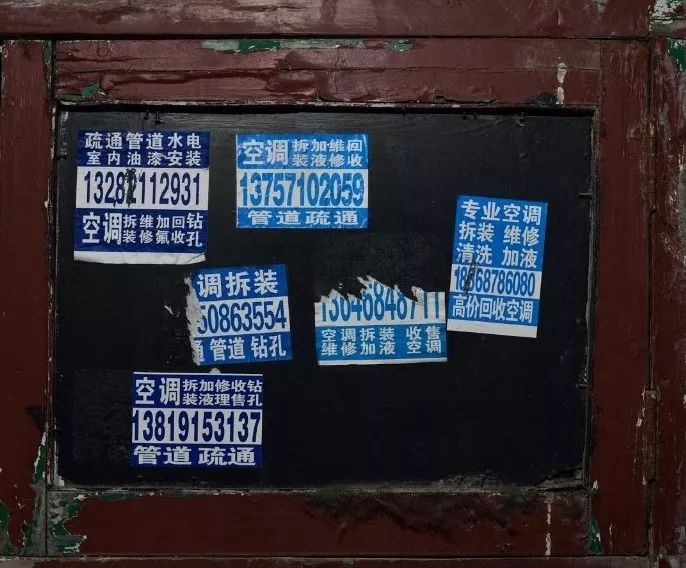 疏通管道水电
室内油漆安装
空调拆维加回钻
装修氟收孔
空调拆加维回
装液修收
13757102059
管道疏通
专业空调
拆装 维修
清洗 加液
高价回收空调
调拆装
50863554
管道 钻孔
空调拆装 收售
维修加液 空调
空调拆加修收钻
装液理售孔
13819153137
管道疏通